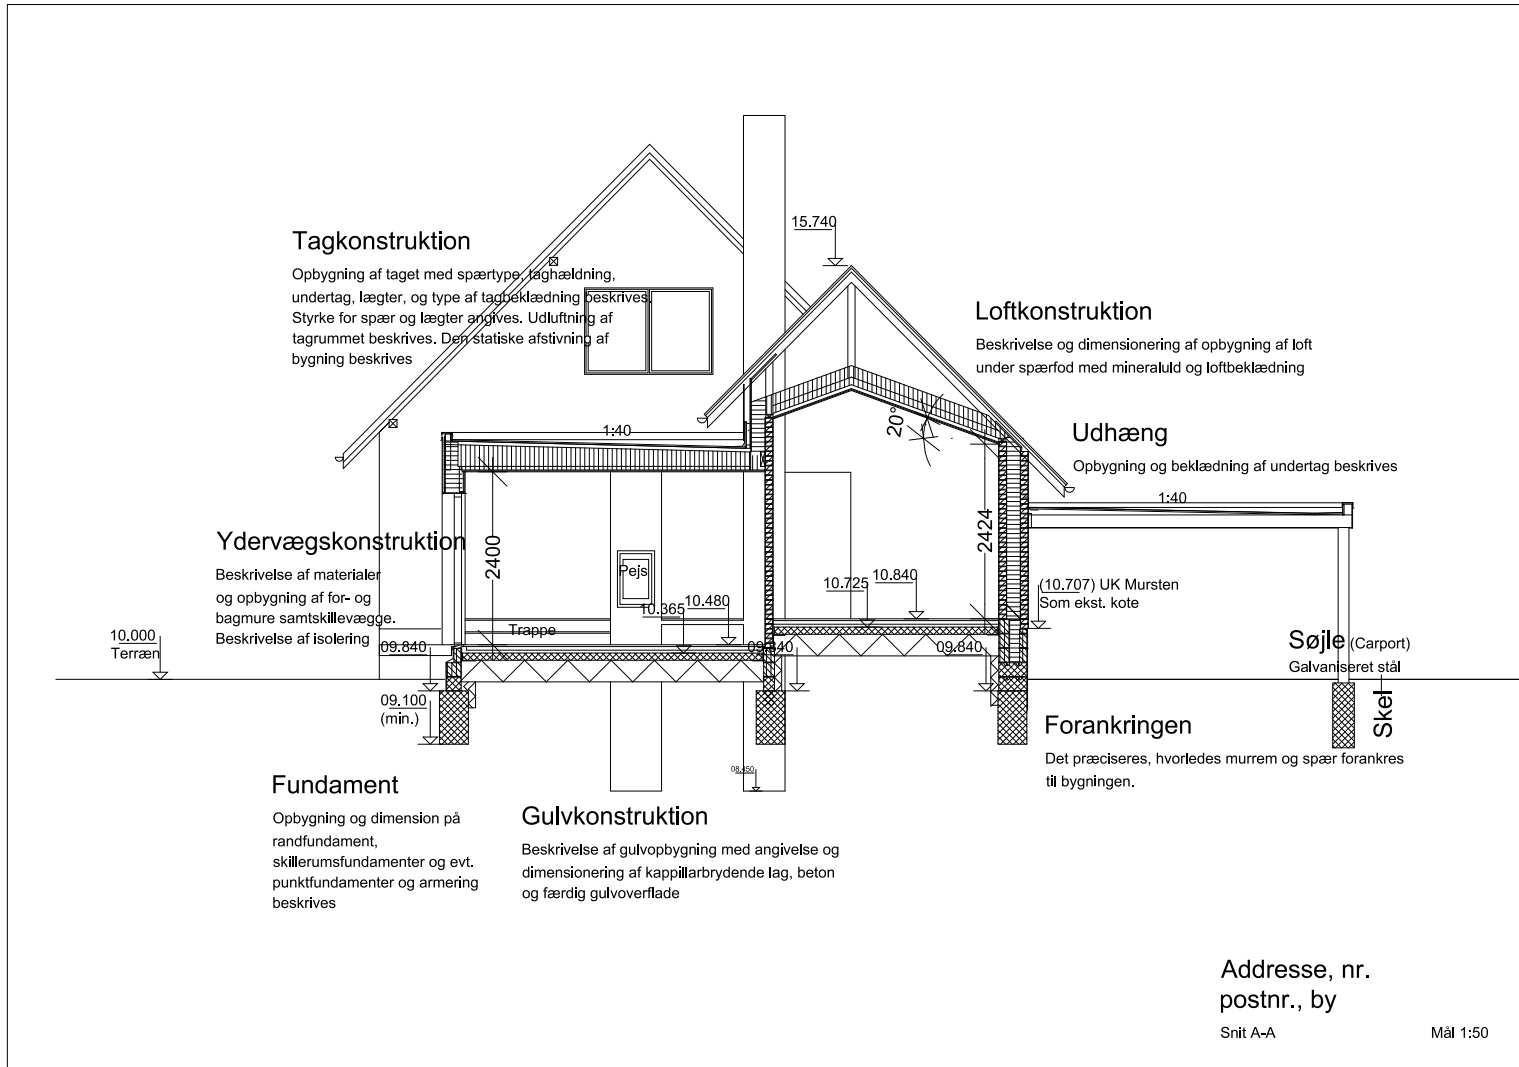 15.740
Tagkonstruktion
Opbygning af taget med spærtype, taghældning,
undertag, lægter, og type af tagbeklædning beskrives.
Styrke for spær og lægter angives. Udluftning af
tagrummet beskrives. Den statiske afstivning af
bygning beskrives
Loftkonstruktion
Beskrivelse og dimensionering af opbygning af loft
under spærfod med mineraluld og loftbeklædning
20°
1:40
Udhæng
Opbygning og beklædning af undertag beskrives
1:40
Ydervægskonstruktion
Beskrivelse af materialer
og opbygning af for- og
bagmure samtskillevægge.
Beskrivelse af isolering
2400
Pejs
2424
10.725
10.840
(10.707) UK Mursten
Som ekst. kote
10.365
10.480
Trappe
10.000
Terræn
09.840
09.840
09.840
Søjle (Carport)
Galvaniseret stål
Skel
09.100
(min.)
Forankringen
Det præciseres, hvorledes murrem og spær forankres
til bygningen.
08.450
Fundament
Opbygning og dimension på
randfundament,
skillerumsfundamenter og evt.
punktfundamenter og armering
beskrives
Gulvkonstruktion
Beskrivelse af gulvopbygning med angivelse og
dimensionering af kappillarbrydende lag, beton
og færdig gulvoverflade
Addresse, nr.
postnr., by
Snit A-A
Mål 1:50